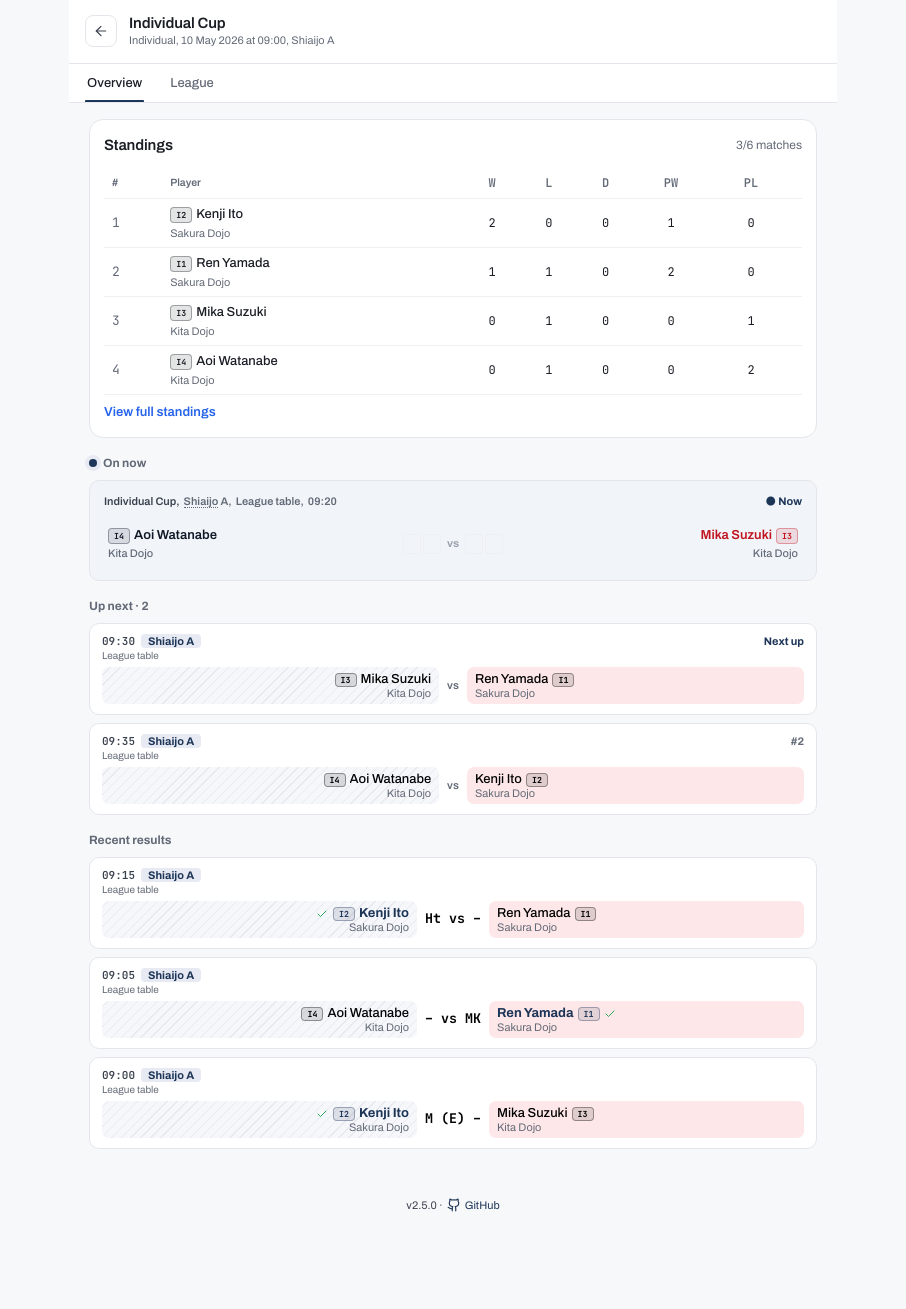 Individual Cup
Individual, 10 May 2026 at 09:00, Shiaijo A
Overview League
Standings 3/6 matches
# Player W L D PW PL
1 I2 Kenji Ito 2 0 0 1 0
Sakura Dojo
2 I1 Ren Yamada 1 1 0 2 0
Sakura Dojo
3 I3 Mika Suzuki 0 1 0 0 1
Kita Dojo
4 I4 Aoi Watanabe 0 1 0 0 2
Kita Dojo
View full standings
On now
Individual Cup, Shiaijo A, League table, 09:20 Now
I4 Aoi Watanabe vs Mika Suzuki I3
Kita Dojo Kita Dojo
Up next · 2
09:30 Shiaijo A Next up
League table
I3 Mika Suzuki vs Ren Yamada I1
Kita Dojo Sakura Dojo
09:35 Shiaijo A #2
League table
I4 Aoi Watanabe vs Kenji Ito I2
Kita Dojo Sakura Dojo
Recent results
09:15 Shiaijo A
League table
✓ I2 Kenji Ito Ht vs – Ren Yamada I1
Sakura Dojo Sakura Dojo
09:05 Shiaijo A
League table
I4 Aoi Watanabe – vs MK Ren Yamada I1 ✓
Kita Dojo Sakura Dojo
09:00 Shiaijo A
League table
✓ I2 Kenji Ito M (E) – Mika Suzuki I3
Sakura Dojo Kita Dojo
v2.5.0 · GitHub